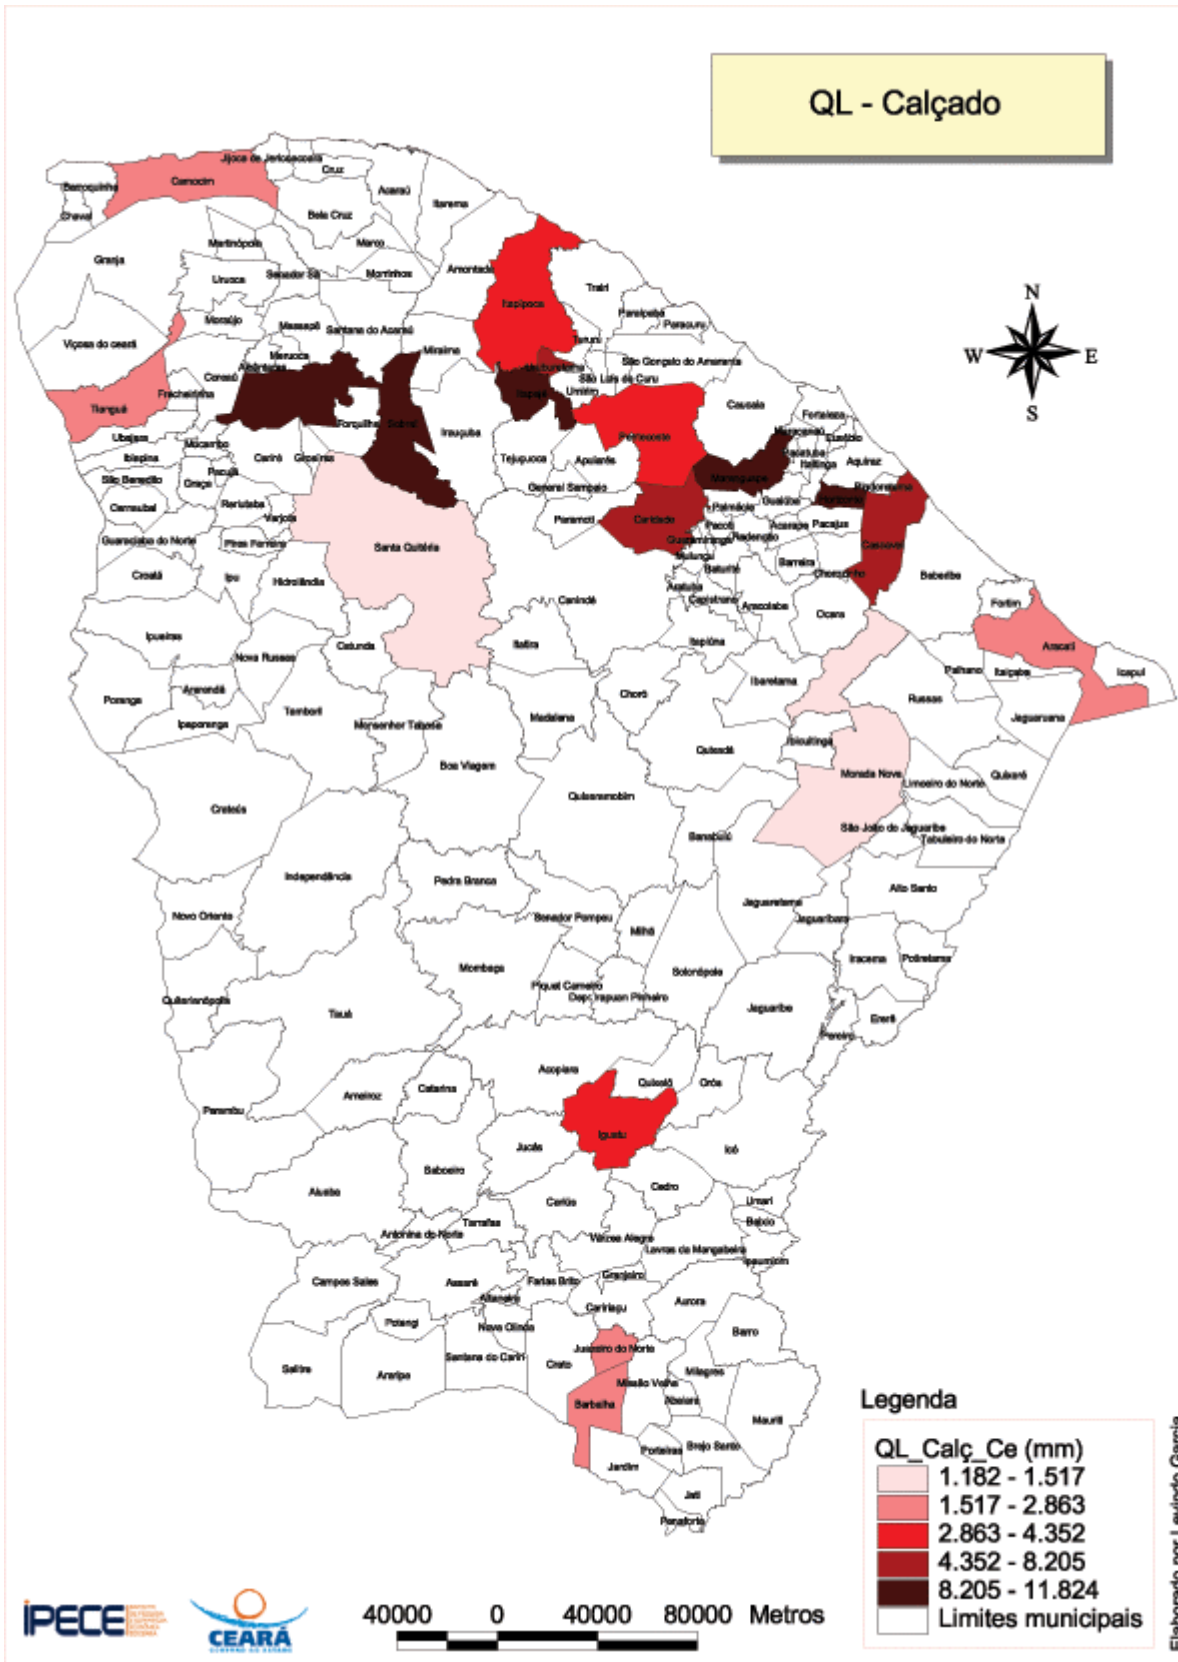 QL - Calçado
Jijoca de Jericoacoara
Cruz
Barroquinha
Camocim
Acaraú
Itarema
Chaval
Bela Cruz
Martinópole
Marco
Granja
Senador Sá
Morrinhos
Amontada
Uruoca
Trairi
Itapipoca
Paraipaba
Moraújo
Massapê
Santana do Acaraú
Paracuru
Viçosa do ceará
Meruoca
Miraíma
Tururu
São Gonçalo do Amarante
Alcântaras
Uruburetama
Coreaú
São Luís do Curu
Frecheirinha
Itapajé
Umirim
Tianguá
Caucaia
Fortaleza
Forquilha
Sobral
Irauçuba
Maracanaú
Eusébio
Ubajara
Mucambo
Pentecoste
Pacatuba
Ibiapina
Cariré
Groaíras
Tejuçuoca
Apuiarés
Itaitinga
Aquiraz
São Benedito
Pacujá
Graça
Maranguape
General Sampaio
Pindoretama
Carnaubal
Reriutaba
Guaiúba
Horizonte
Varjota
Paramoti
Caridade
Palmácia
Guaraciaba do Norte
Pires Ferreira
Santa Quitéria
Pacoti
Acarape
Pacajus
Guaramiranga
Redenção
Cascavel
Mulungu
Croatá
Ipu
Hidrolândia
Baturité
Barreira
Chorozinho
Beberibe
Aratuba
Capistrano
Canindé
Aracoiaba
Ocara
Fortim
Ipueiras
Catunda
Itatira
Itapiúna
Aracati
Nova Russas
Palhano
Itaiçaba
Icapuí
Ararendá
Choró
Ibaretama
Poranga
Tamboril
Russas
Ipaporanga
Monsenhor Tabosa
Madalena
Jaguaruana
Quixadá
Ibicuitinga
Boa Viagem
Morada Nova
Quixeré
Crateús
Quixeramobim
Limoeiro do Norte
São João do Jaguaribe
Banabuiú
Tabuleiro do Norte
Independência
Pedra Branca
Alto Santo
Novo Oriente
Senador Pompeu
Jaguaretama
Jaguaribara
Milhã
Mombaça
Iracema
Potiretama
Solonópole
Piquet Carneiro
Quiterianópolis
Dep. Irapuan Pinheiro
Tauá
Jaguaribe
Ererê
Pereiro
Acopiara
Catarina
Quixelô
Orós
Parambu
Arneiroz
Iguatu
Jucás
Icó
Saboeiro
Cedro
Aiuaba
Cariús
Umari
Tarrafas
Baixio
Antonina do Norte
Várzea Alegre
Lavras da Mangabeira
Ipaumirim
Granjeiro
Campos Sales
Assaré
Farias Brito
Altaneira
Caririaçu
Aurora
Potengi
Nova Olinda
Barro
Juazeiro do Norte
Santana do Cariri
Crato
Salitre
Araripe
Milagres
Missão Velha
Barbalha
Abaiara
Mauriti
Porteiras
Brejo Santo
Jardim
Jati
Penaforte
N
W
E
S
Legenda
QL_Calç_Ce (mm)
1.182 - 1.517
1.517 - 2.863
2.863 - 4.352
4.352 - 8.205
8.205 - 11.824
Limites municipais
IPECE
CEARÁ
GOVERNO DO ESTADO
40000 0 40000 80000 Metros
Elaborado por Levindo Garcia